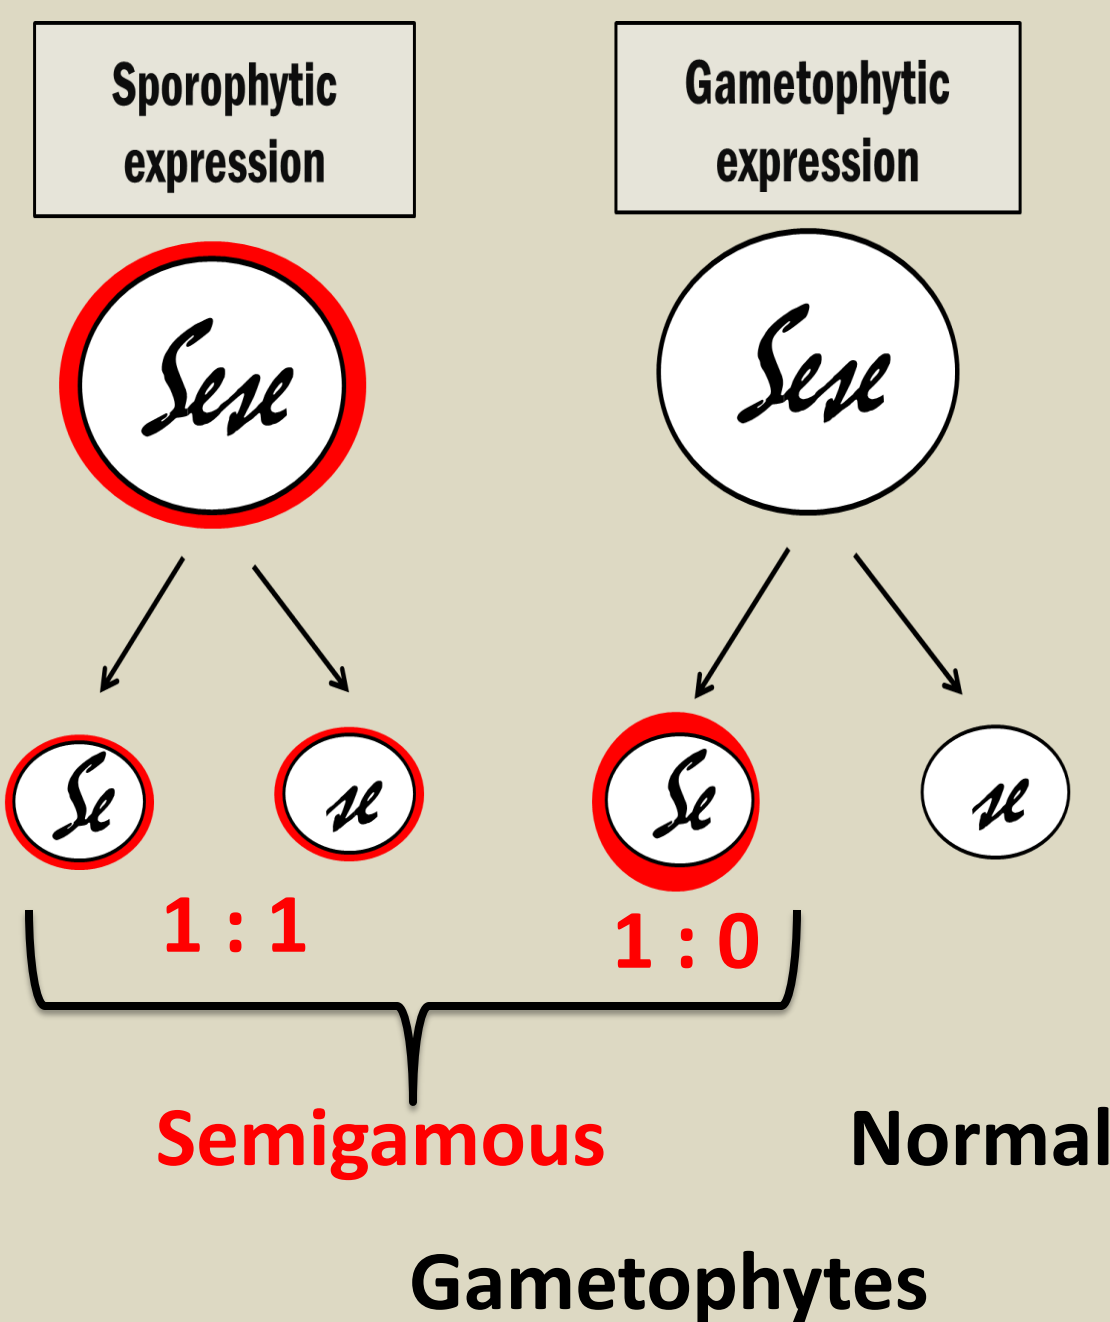 Sporophytic
expression
Gametophytic
expression
Sese
Sese
Se
se
Se
se
1 : 1
1 : 0
Semigamous
Normal
Gametophytes